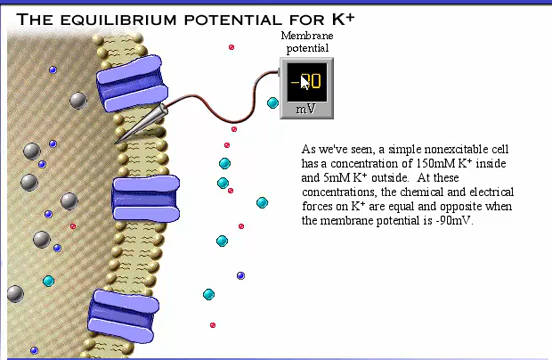 THE EQUILIBRIUM POTENTIAL FOR K+
Membrane
potential
mV
As we've seen, a simple nonexcitable cell
has a concentration of 150mM K+ inside
and 5mM K+ outside. At these
concentrations, the chemical and electrical
forces on K+ are equal and opposite when
the membrane potential is -90mV.